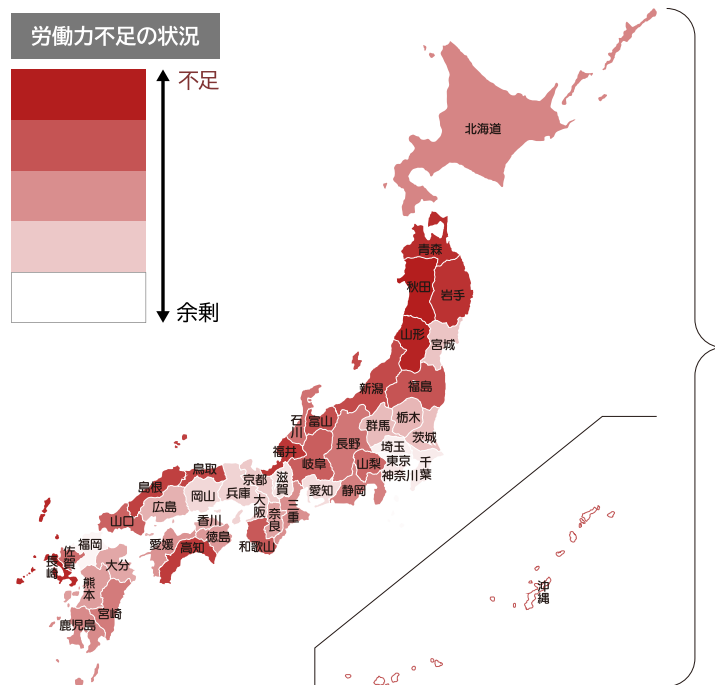 労働力不足の状況
不足
余剰
北海道
青森
秋田
岩手
山形
宮城
新潟
福島
石川
富山
群馬
栃木
茨城
福井
長野
埼玉
岐阜
山梨
東京
千葉
神奈川
鳥取
京都
滋賀
愛知
静岡
島根
岡山
兵庫
大阪
奈良
三重
広島
山口
香川
徳島
和歌山
愛媛
高知
福岡
佐賀
長崎
大分
熊本
宮崎
鹿児島
沖縄